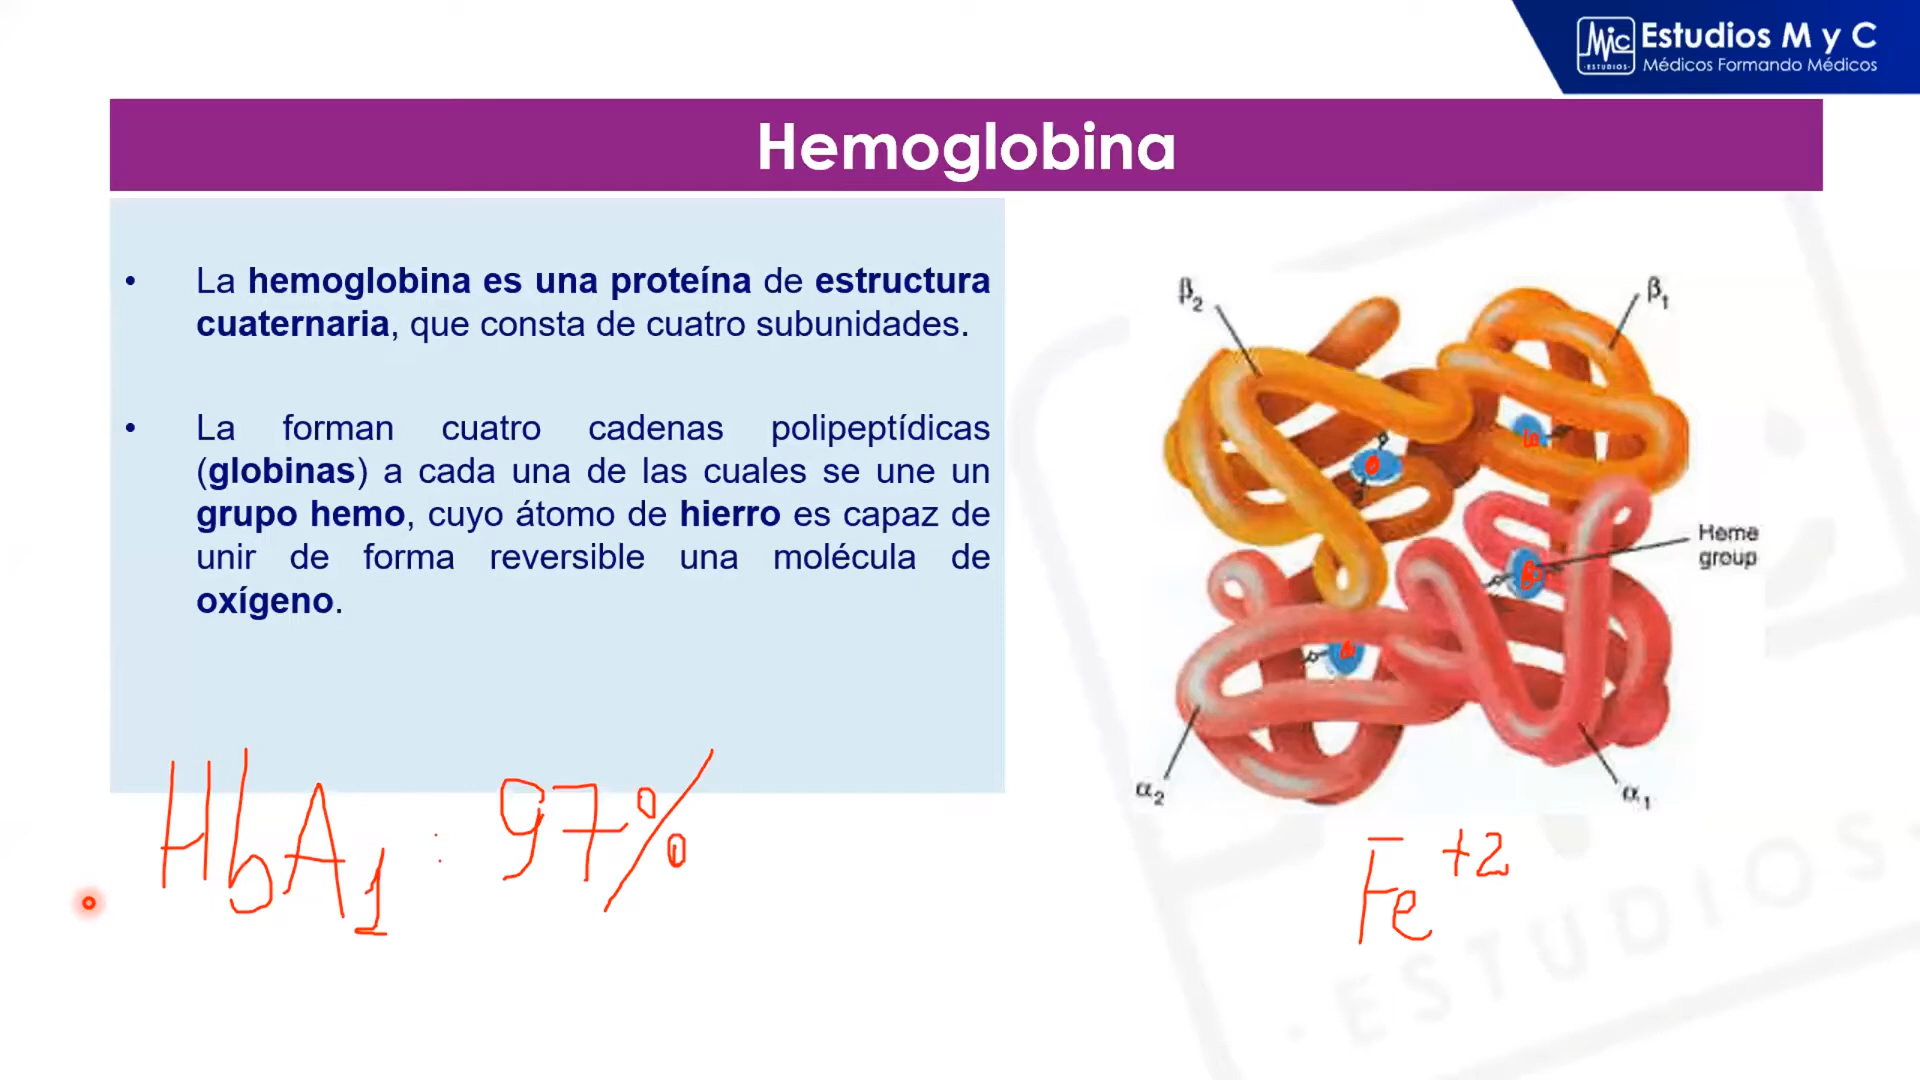 Mic
·ESTUDIOS·
Estudios M y C
Médicos Formando Médicos
Hemoglobina
• La hemoglobina es una proteína de estructura
cuaternaria, que consta de cuatro subunidades.
• La forman cuatro cadenas polipeptídicas
(globinas) a cada una de las cuales se une un
grupo hemo, cuyo átomo de hierro es capaz de
unir de forma reversible una molécula de
oxígeno.
β2
β1
Heme
group
α2
α1
HbA1 : 97%
Fe+2
·ESTUDIOS·